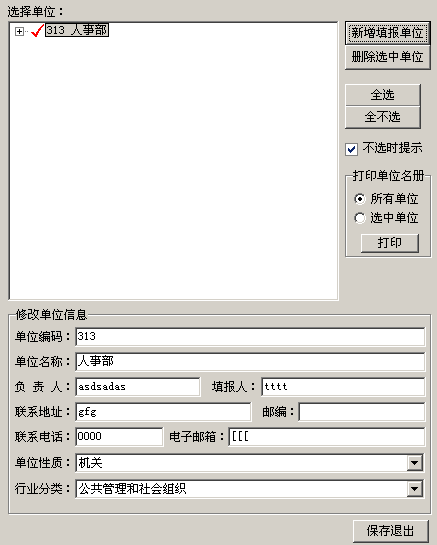 选择单位：
313 人事部
新增填报单位
删除选中单位
全选
全不选
不选时提示
打印单位名册
所有单位
选中单位
打印
修改单位信息
单位编码：313
单位名称：人事部
负 责 人：asdsadas 填报人：tttt
联系地址：gfg 邮编：
联系电话：0000 电子邮箱：[[[
单位性质：机关
行业分类：公共管理和社会组织
保存退出